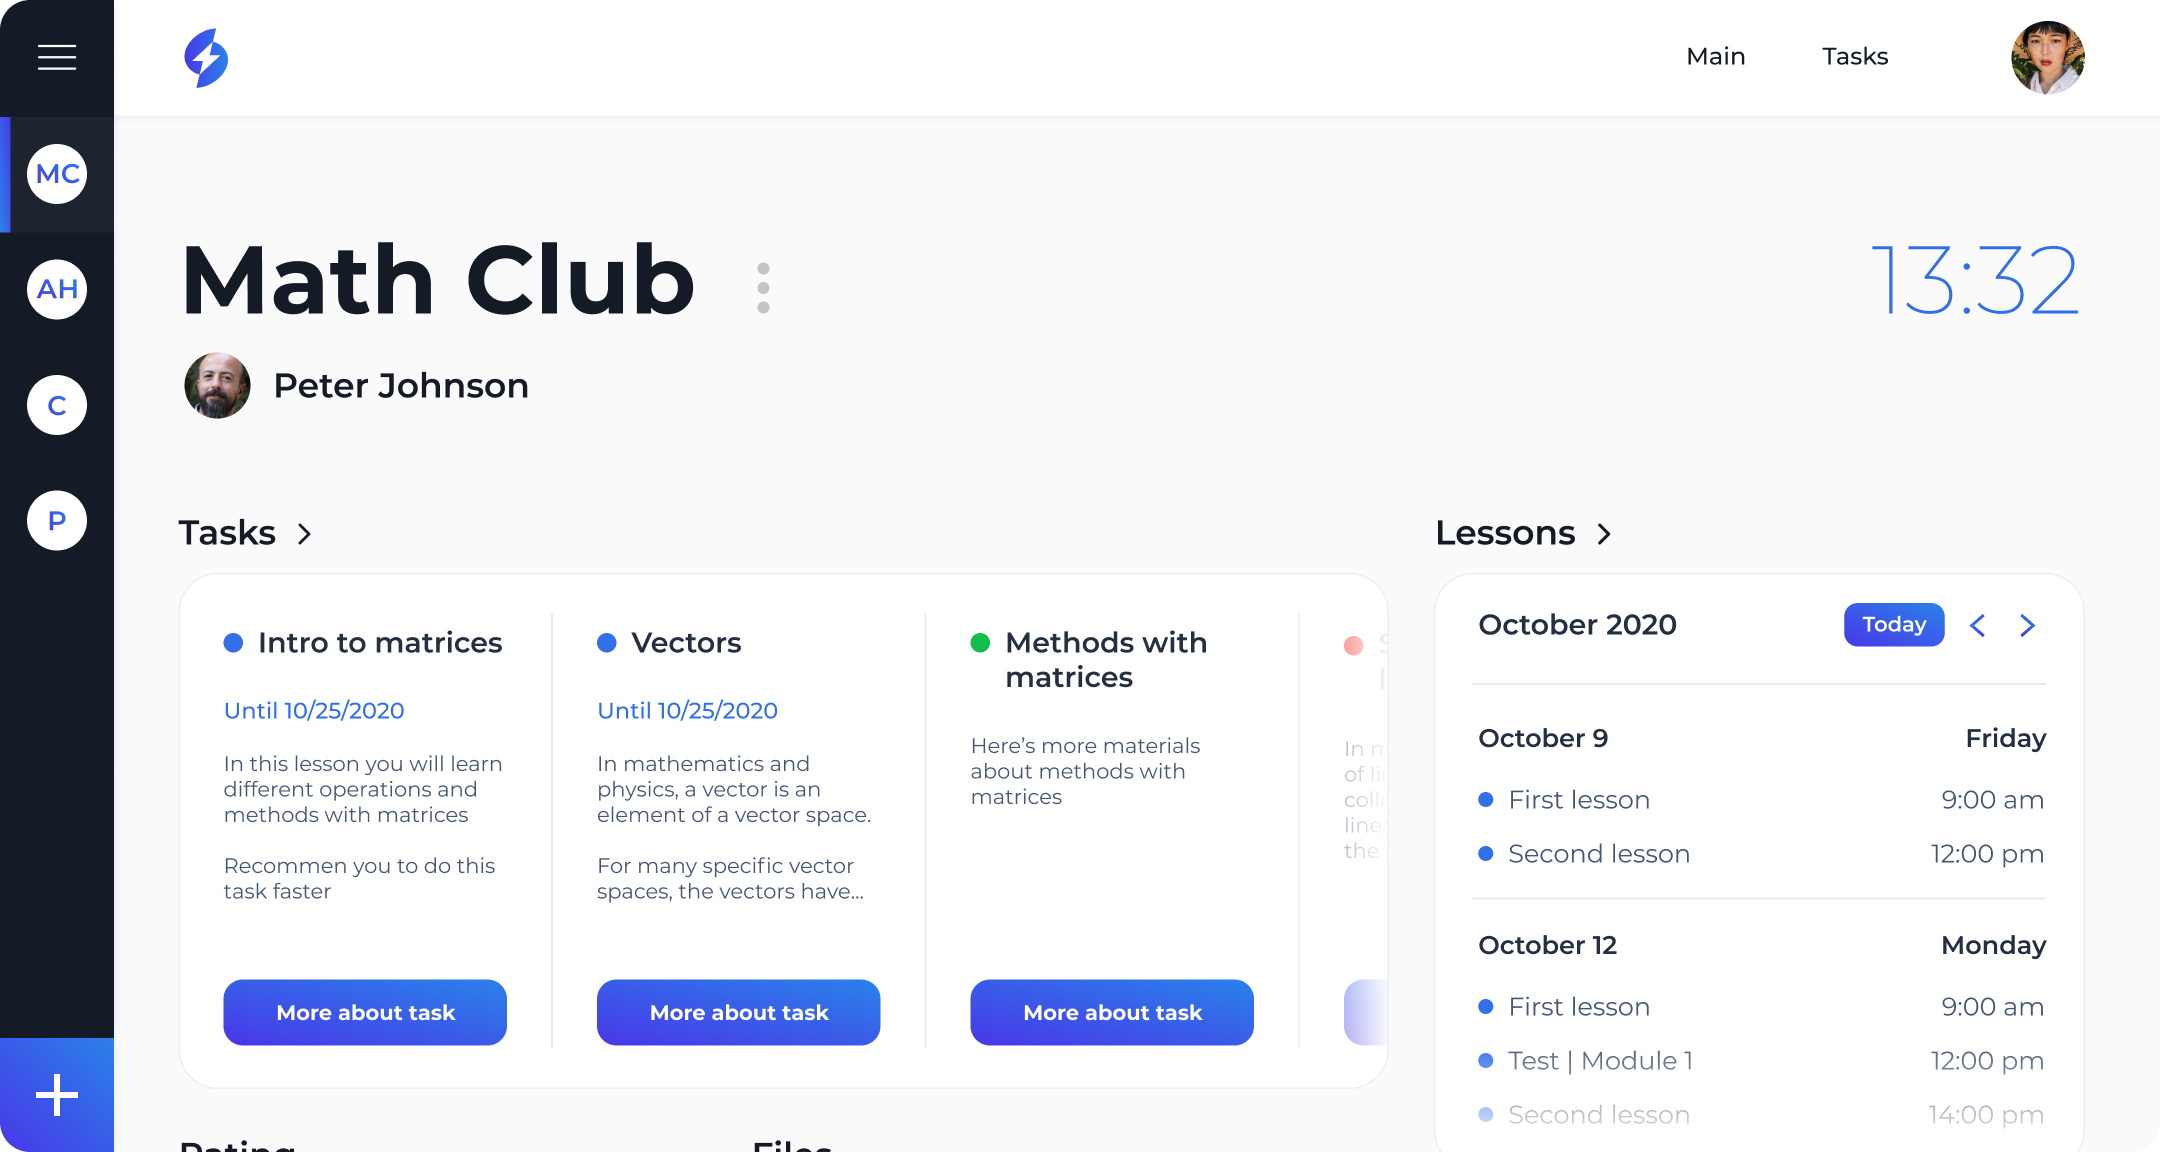 Main
Tasks
MC
AH
C
P
Math Club
13:32
Peter Johnson
Tasks
Intro to matrices
Until 10/25/2020
In this lesson you will learn
different operations and
methods with matrices
Recommen you to do this
task faster
More about task
Vectors
Until 10/25/2020
In mathematics and
physics, a vector is an
element of a vector space.
For many specific vector
spaces, the vectors have...
More about task
Methods with
matrices
Here’s more materials
about methods with
matrices
More about task
In
of
the
Lessons
October 2020
Today
October 9
Friday
First lesson
9:00 am
Second lesson
12:00 pm
October 12
Monday
First lesson
9:00 am
Test | Module 1
12:00 pm
Second lesson
14:00 pm
Rating
Files